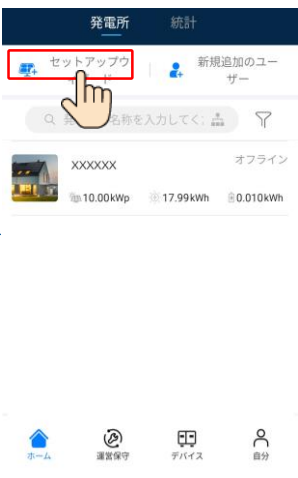 発電所 統計
セットアップウ 新規追加のユー
ード ザー
名称を入力してく
XXXXXX オフライン
10.00kWp 17.99kWh 0.010kWh
ホーム 運営保守 デバイス 自分